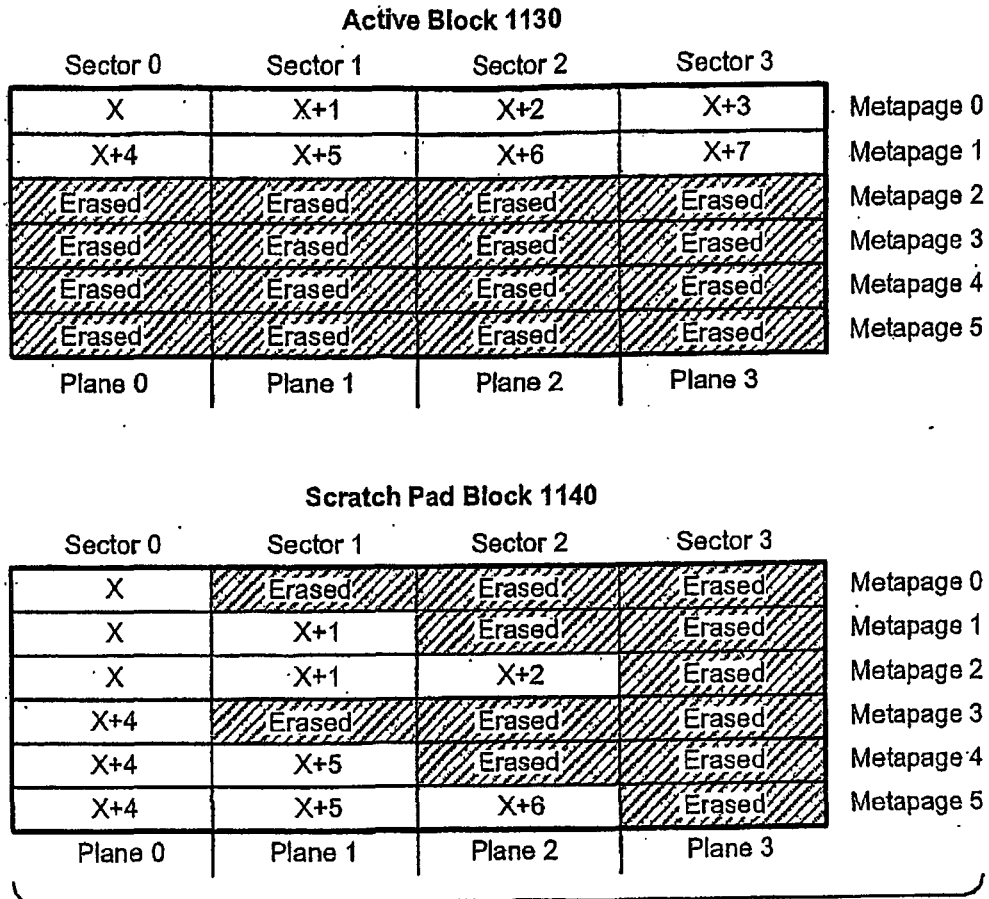 Active Block 1130
Sector 0 Sector 1 Sector 2 Sector 3
X X+1 X+2 X+3 Metapage 0
X+4 X+5 X+6 X+7 Metapage 1
Erased Erased Erased Erased Metapage 2
Erased Erased Erased Erased Metapage 3
Erased Erased Erased Erased Metapage 4
Erased Erased Erased Erased Metapage 5
Plane 0 Plane 1 Plane 2 Plane 3
Scratch Pad Block 1140
Sector 0 Sector 1 Sector 2 Sector 3
X Erased Erased Erased Metapage 0
X X+1 Erased Erased Metapage 1
X X+1 X+2 Erased Metapage 2
X+4 Erased Erased Erased Metapage 3
X+4 X+5 Erased Erased Metapage 4
X+4 X+5 X+6 Erased Metapage 5
Plane 0 Plane 1 Plane 2 Plane 3